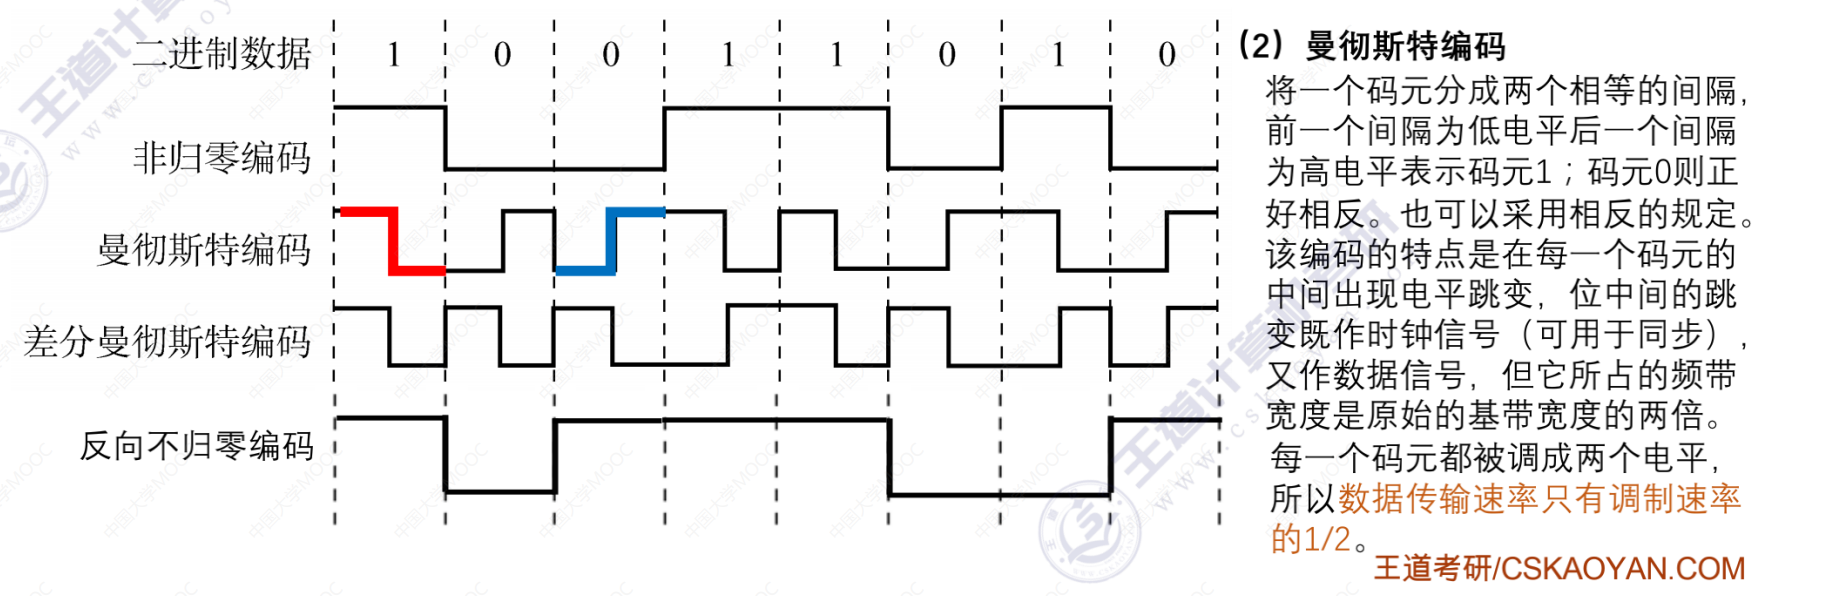 二进制数据 1 0 0 1 1 0 1 0
非归零编码
曼彻斯特编码
差分曼彻斯特编码
反向不归零编码
（2）曼彻斯特编码
将一个码元分成两个相等的间隔，
前一个间隔为低电平后一个间隔
为高电平表示码元1；码元0则正
好相反。也可以采用相反的规定。
该编码的特点是在每一个码元的
中间出现电平跳变，位中间的跳
变既作时钟信号（可用于同步），
又作数据信号，但它所占的频带
宽度是原始的基带宽度的两倍。
每一个码元都被调成两个电平，
所以数据传输速率只有调制速率
的1/2。
王道考研/CSKAOYAN.COM